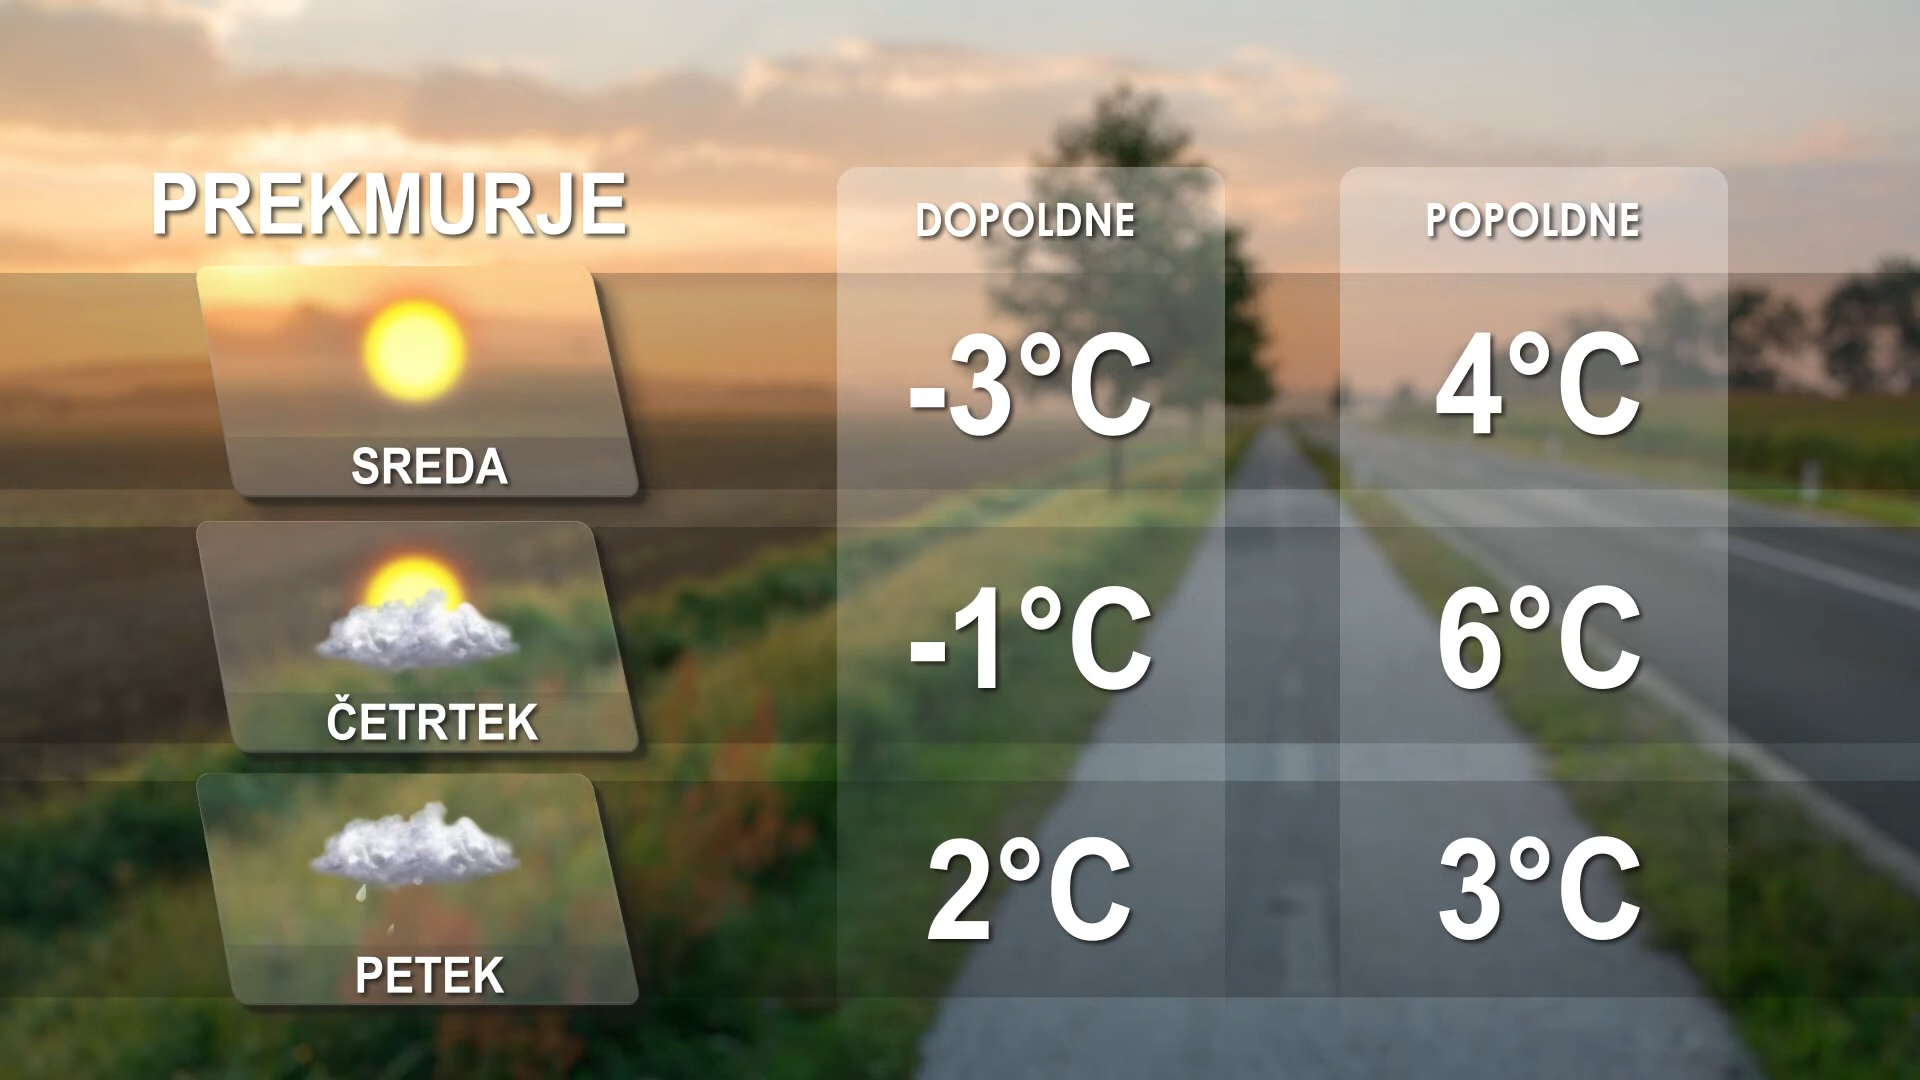 PREKMURJE
DOPOLDNE POPOLDNE
SREDA -3°C 4°C
ČETRTEK -1°C 6°C
PETEK 2°C 3°C